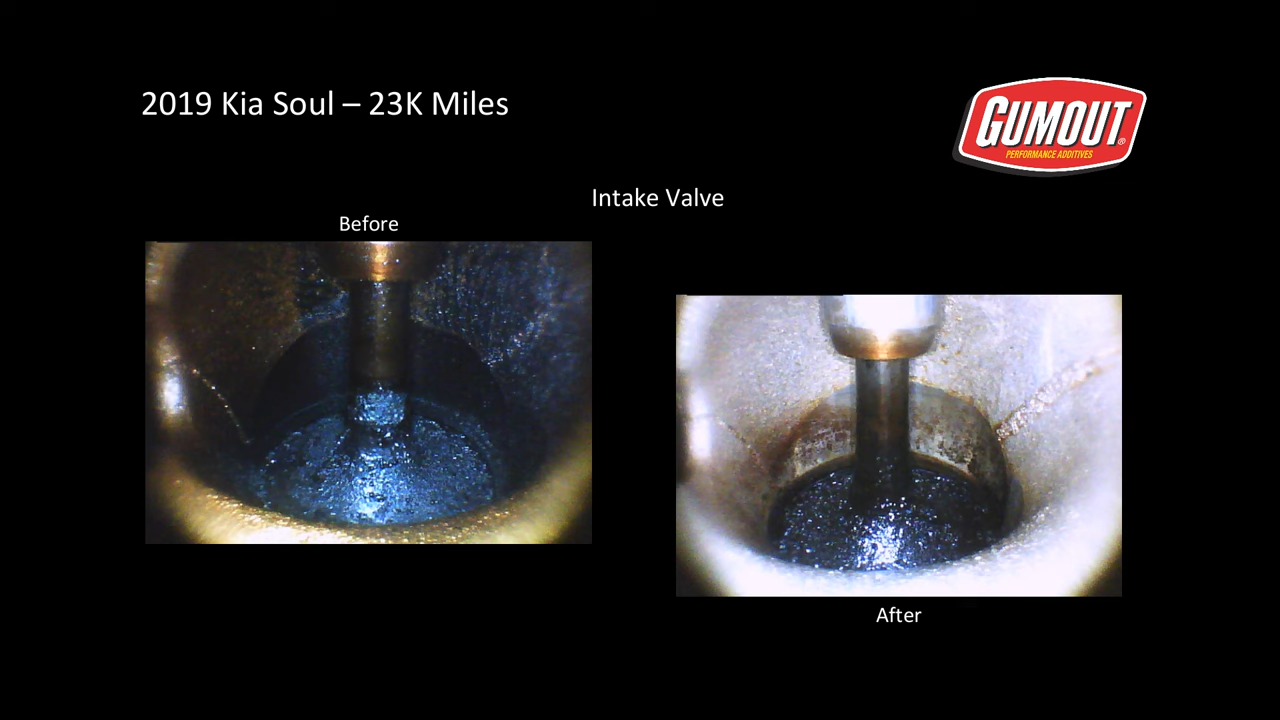 2019 Kia Soul – 23K Miles
GUMOUT®
PERFORMANCE ADDITIVES
Intake Valve
Before
After